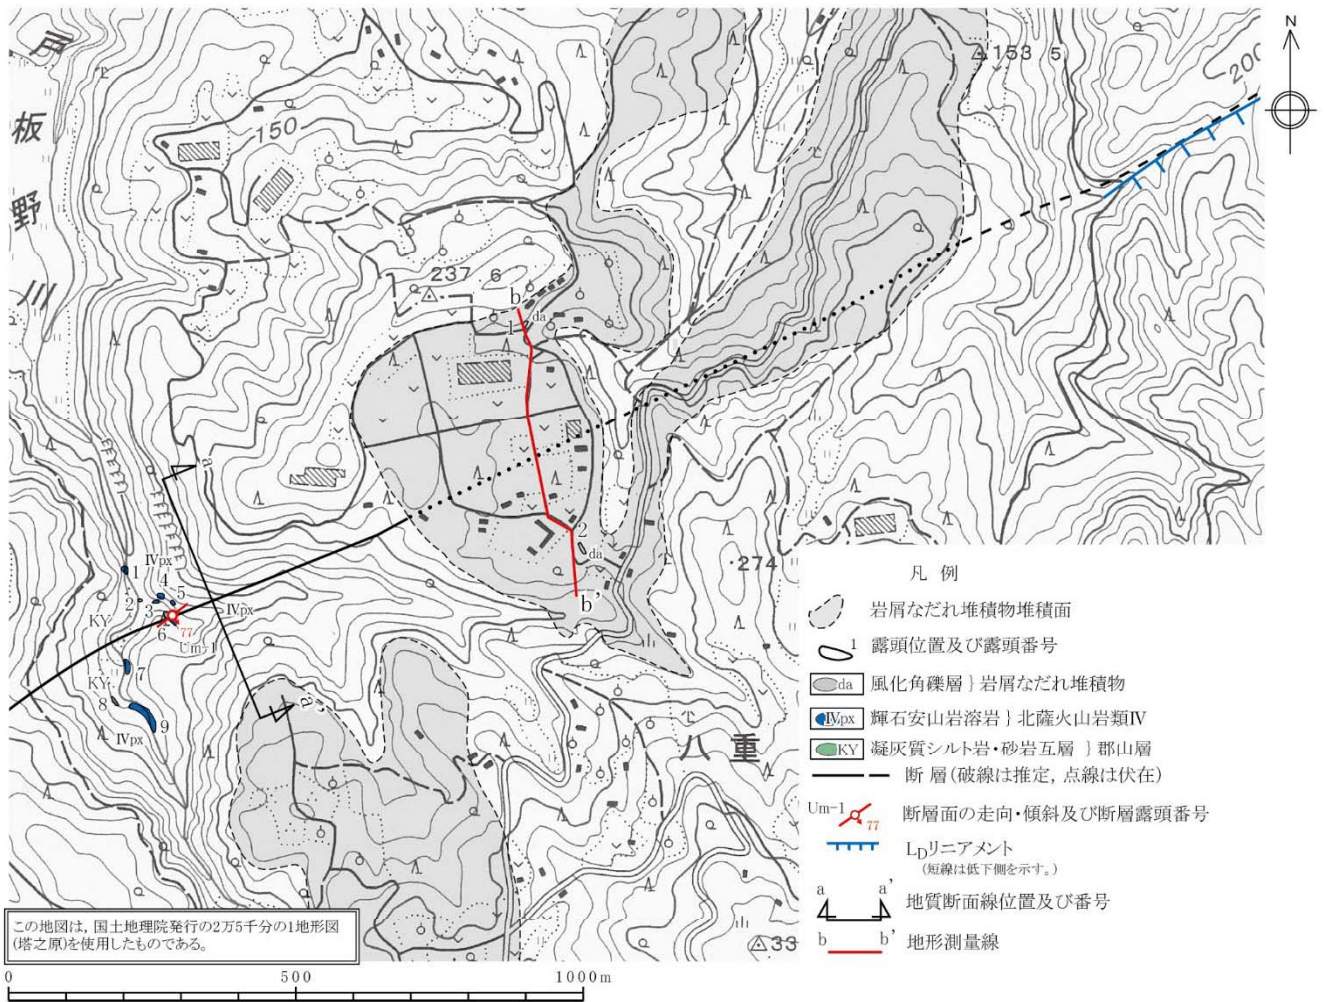 N
戸
板
野
川
150
153 5
200
237 6
b
1
da
a
2
da
b'
274
IVpx
1
4
2
3
5
IVpx
KY
6
77
Um-1
7
KY
8
9
IVpx
a'
八重
33
凡 例
岩屑なだれ堆積物堆積面
1 露頭位置及び露頭番号
da 風化角礫層 } 岩屑なだれ堆積物
IVpx 輝石安山岩溶岩 } 北薩火山岩類IV
KY 凝灰質シルト岩・砂岩互層 } 郡山層
断 層(破線は推定, 点線は伏在)
Um-1 77 断層面の走向・傾斜及び断層露頭番号
LDリニアメント
(短線は低下側を示す。)
a a' 地質断面線位置及び番号
b b' 地形測量線
この地図は, 国土地理院発行の2万5千分の1地形図
(塔之原)を使用したものである。
0 500 1000m